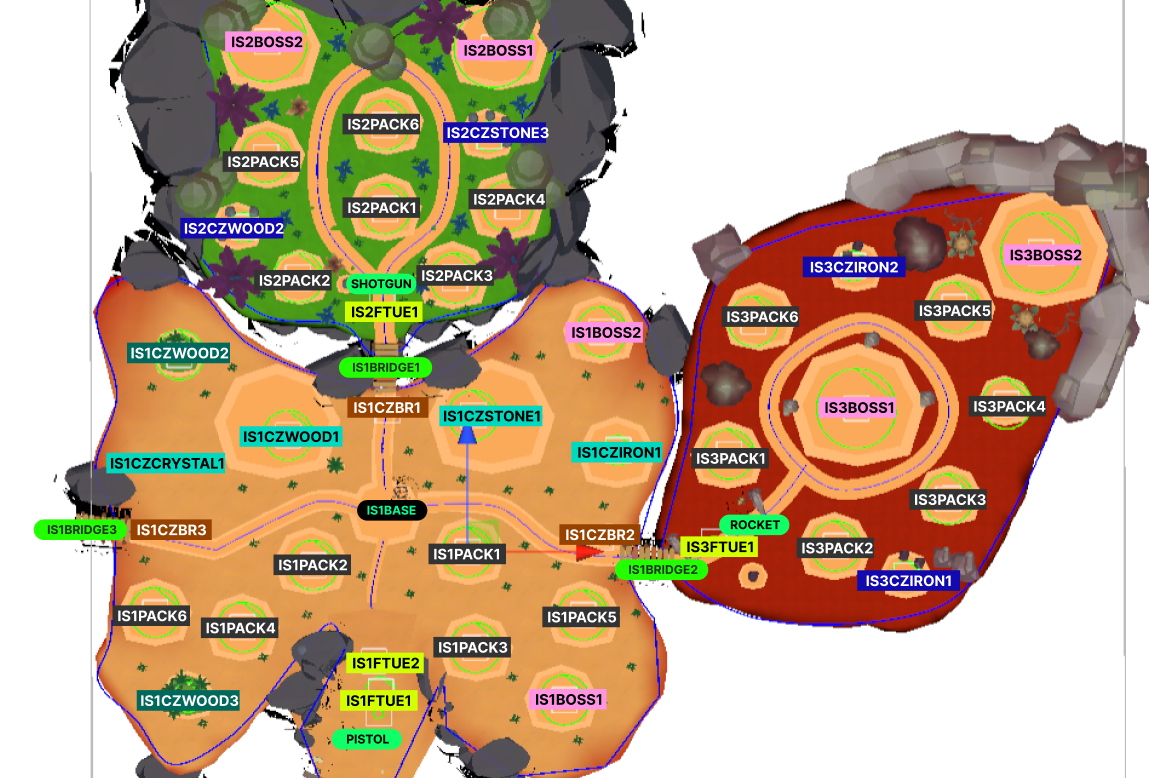 IS2BOSS2
IS2BOSS1
IS2PACK6
IS2CZSTONE3
IS2PACK5
IS2PACK4
IS2PACK1
IS2CZWOOD2
IS2PACK3
IS2PACK2
SHOTGUN
IS2FTUE1
IS3BOSS2
IS3CZIRON2
IS3PACK5
IS3PACK6
IS1BOSS2
IS1CZWOOD2
IS1BRIDGE1
IS1CZBR1
IS3BOSS1
IS3PACK4
IS1CZSTONE1
IS1CZWOOD1
IS1CZIRON1
IS3PACK1
IS1CZCRYSTAL1
IS3PACK3
IS1BASE
ROCKET
IS1BRIDGE3
IS1CZBR3
IS1CZBR2
IS3FTUE1
IS3PACK2
IS1PACK1
IS1PACK2
IS1BRIDGE2
IS3CZIRON1
IS1PACK6
IS1PACK5
IS1PACK4
IS1PACK3
IS1FTUE2
IS1CZWOOD3
IS1FTUE1
IS1BOSS1
PISTOL